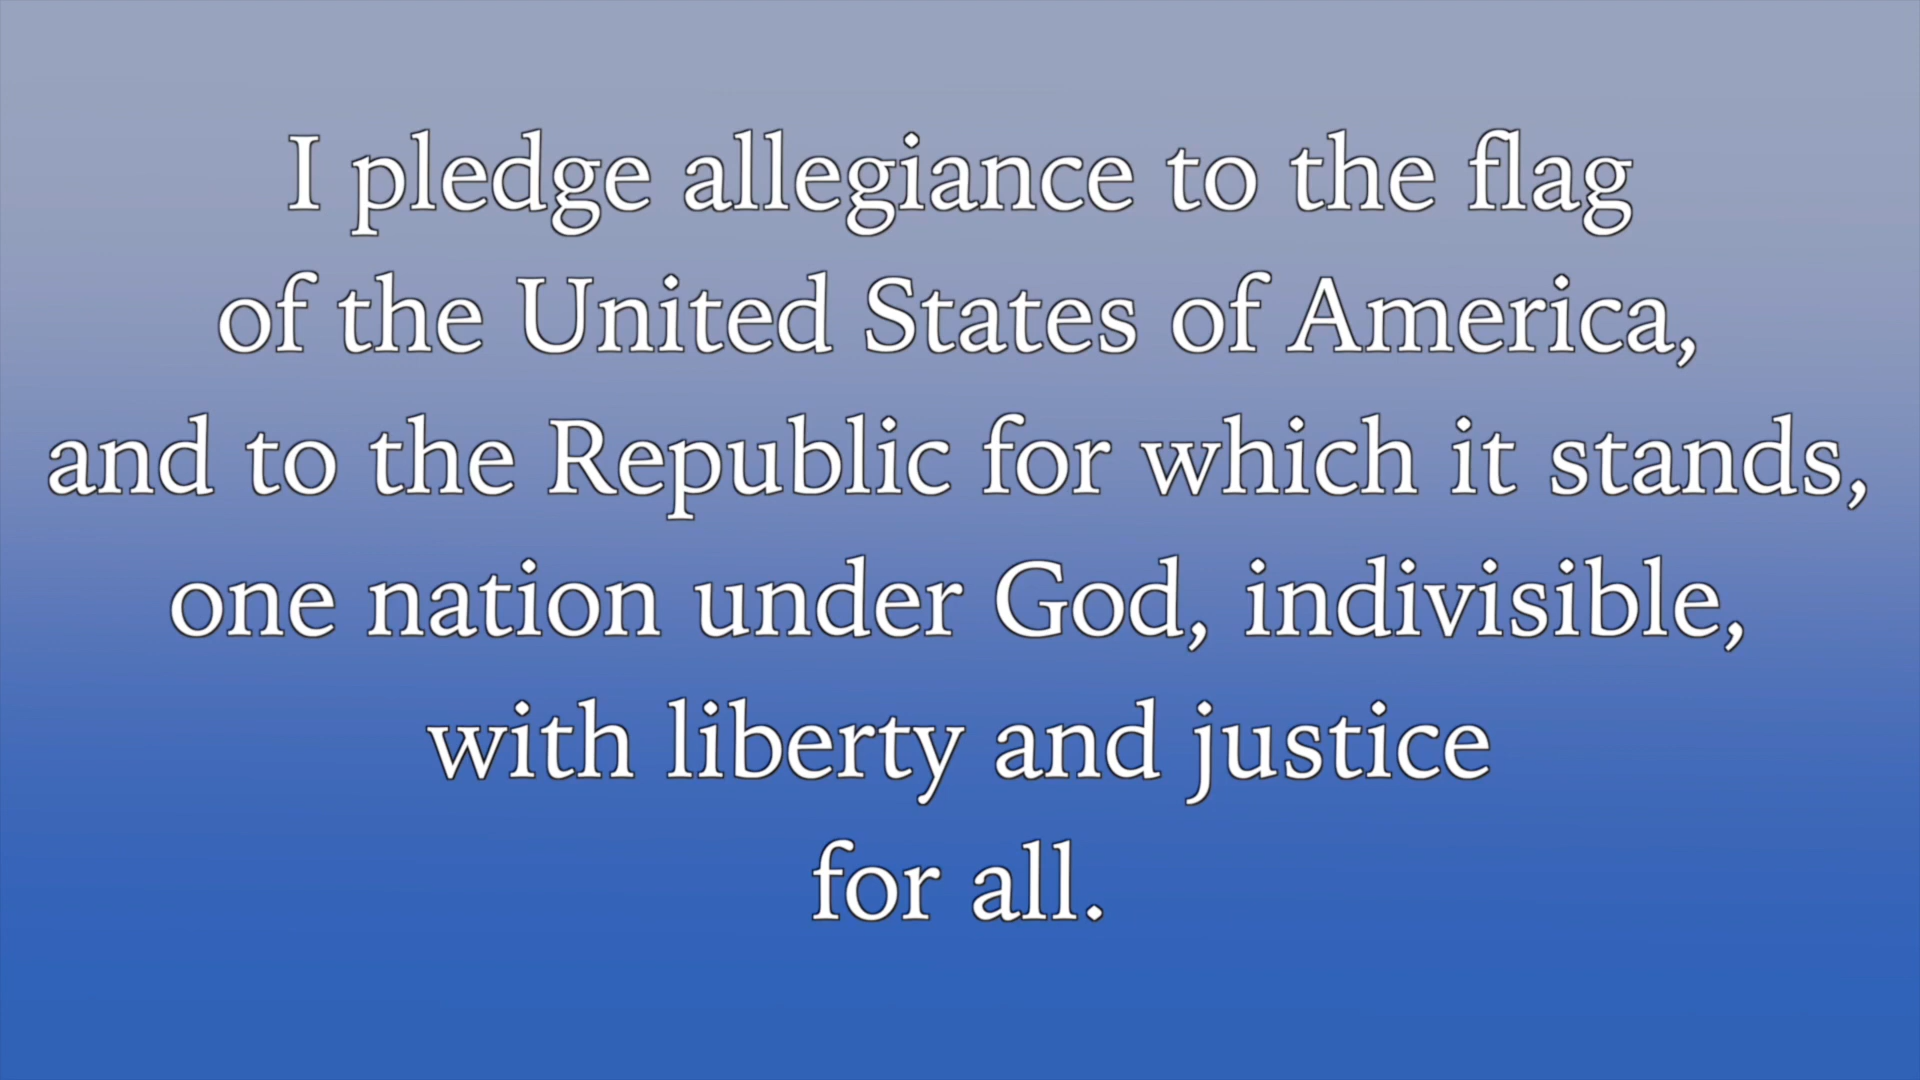 I pledge allegiance to the flag
of the United States of America,
and to the Republic for which it stands,
one nation under God, indivisible,
with liberty and justice
for all.